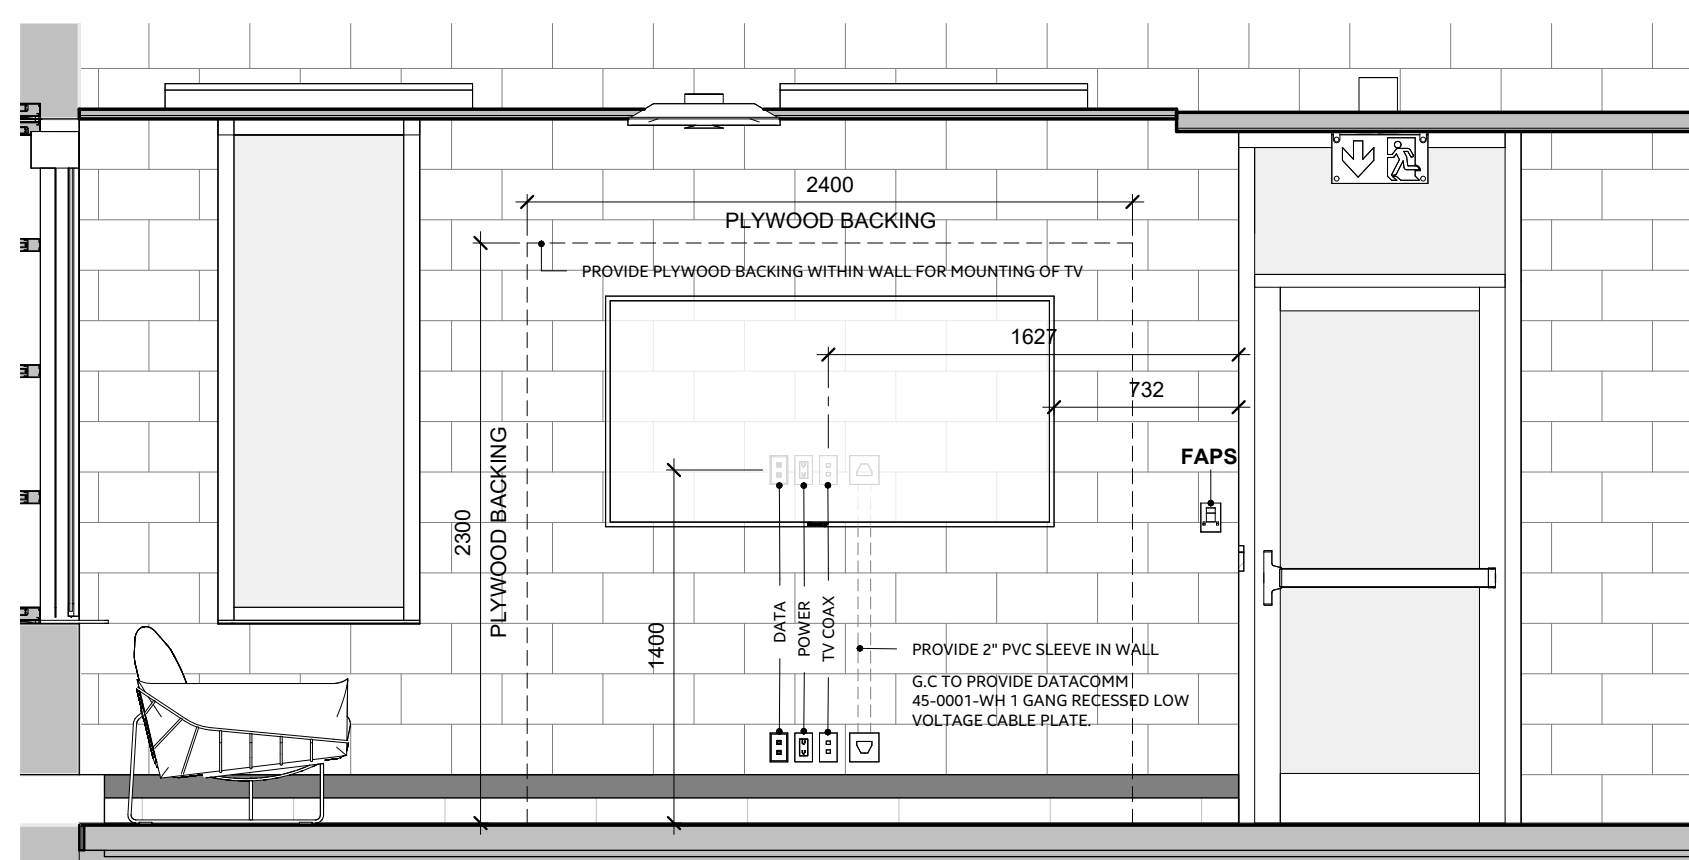 2400
PLYWOOD BACKING
PROVIDE PLYWOOD BACKING WITHIN WALL FOR MOUNTING OF TV
1627
732
FAPS
PLYWOOD BACKING
2300
1400
DATA
POWER
TV COAX
PROVIDE 2" PVC SLEEVE IN WALL
G.C TO PROVIDE DATACOMM
45-0001-WH 1 GANG RECESSED LOW
VOLTAGE CABLE PLATE.